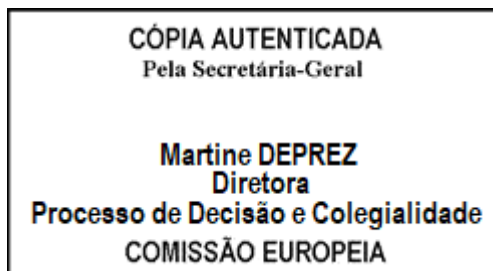 CÓPIA AUTENTICADA
Pela Secretária-Geral
Martine DEPREZ
Diretora
Processo de Decisão e Colegialidade
COMISSÃO EUROPEIA